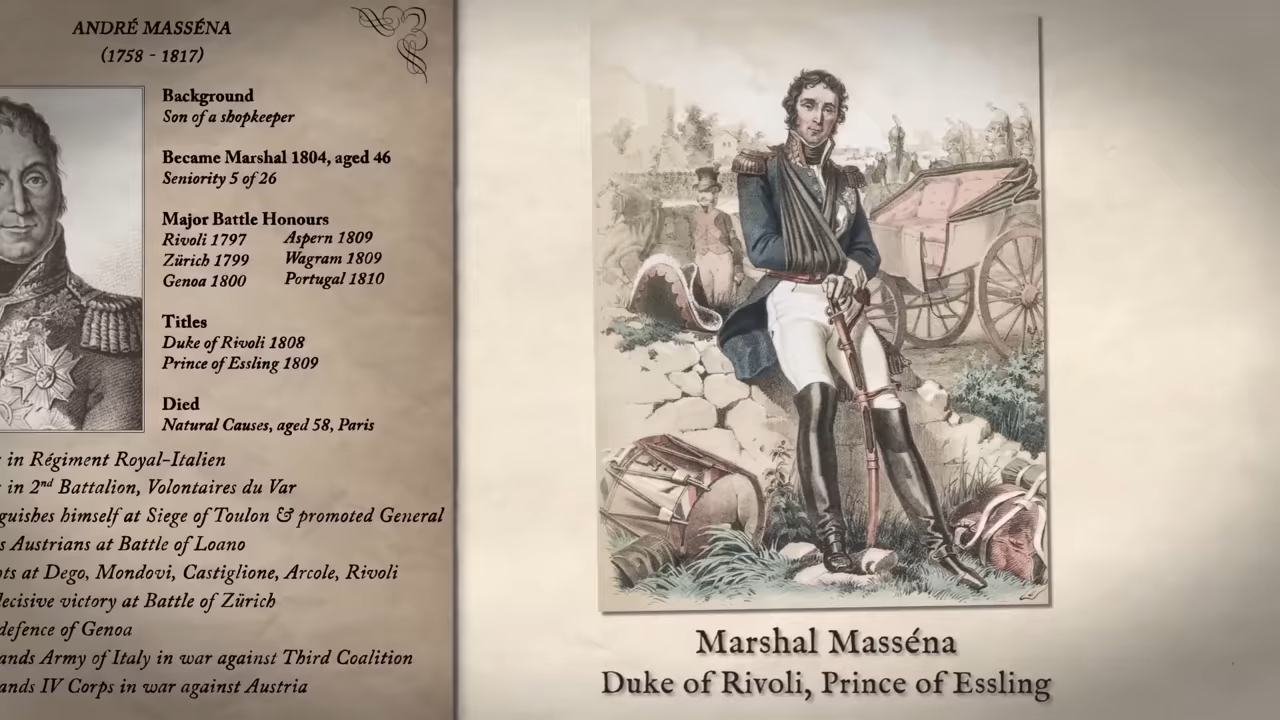 ANDRÉ MASSÉNA
(1758 - 1817)
Background
Son of a shopkeeper
Became Marshal 1804, aged 46
Seniority 5 of 26
Major Battle Honours
Rivoli 1797 Aspern 1809
Zürich 1799 Wagram 1809
Genoa 1800 Portugal 1810
Titles
Duke of Rivoli 1808
Prince of Essling 1809
Died
Natural Causes, aged 58, Paris
in Régiment Royal-Italien
in 2nd Battalion, Volontaires du Var
guishes himself at Siege of Toulon & promoted General
s Austrians at Battle of Loano
ots at Dego, Mondovi, Castiglione, Arcole, Rivoli
decisive victory at Battle of Zürich
defence of Genoa
ands Army of Italy in war against Third Coalition
ands IV Corps in war against Austria
Marshal Masséna
Duke of Rivoli, Prince of Essling